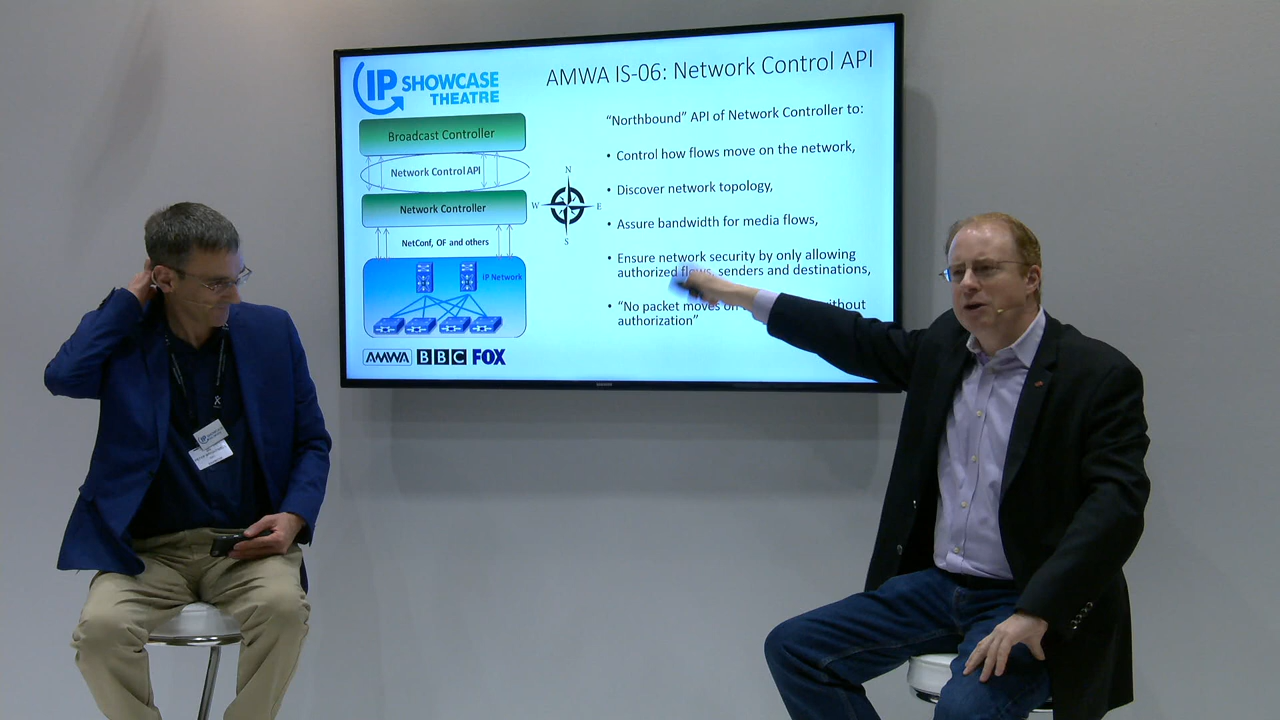 IP SHOWCASE
THEATRE
AMWA IS-06: Network Control API
Broadcast Controller
Network Control API
Network Controller
NetConf, OF and others
IP Network
AMWA BBC FOX
N
W E
S
“Northbound” API of Network Controller to:
• Control how flows move on the network,
• Discover network topology,
• Assure bandwidth for media flows,
• Ensure network security by only allowing
authorized flows, senders and destinations,
• “No packet moves on without
authorization”